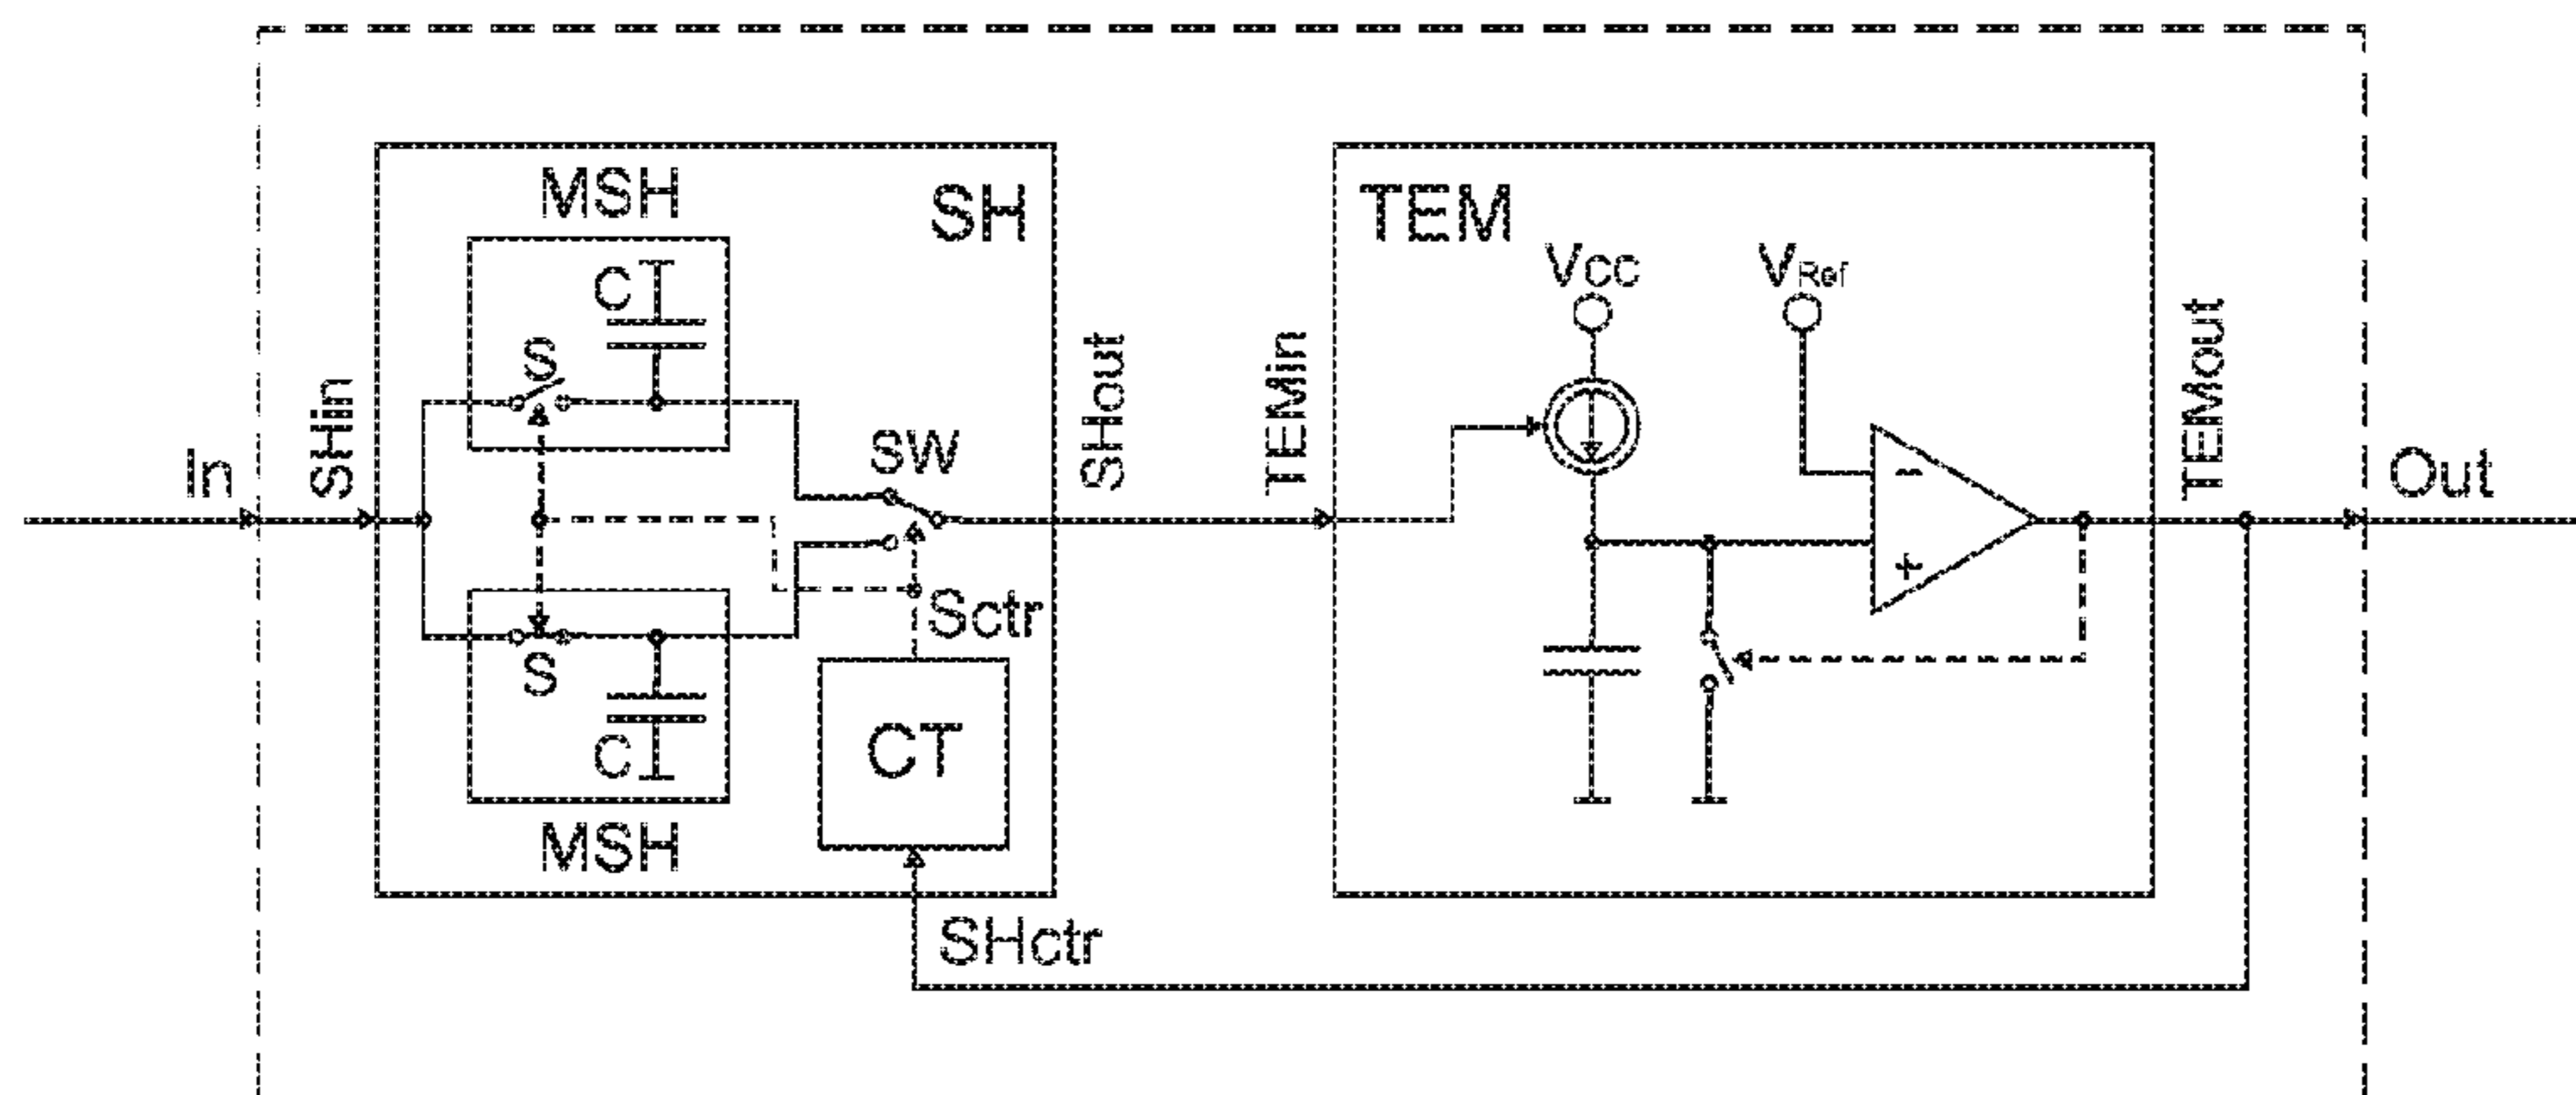 MSH
SH
TEM
C
Vcc
VRef
S
SHin
SHout
TEMin
TEMout
In
SW
Out
−
+
Sctr
S
C
CT
MSH
SHctr